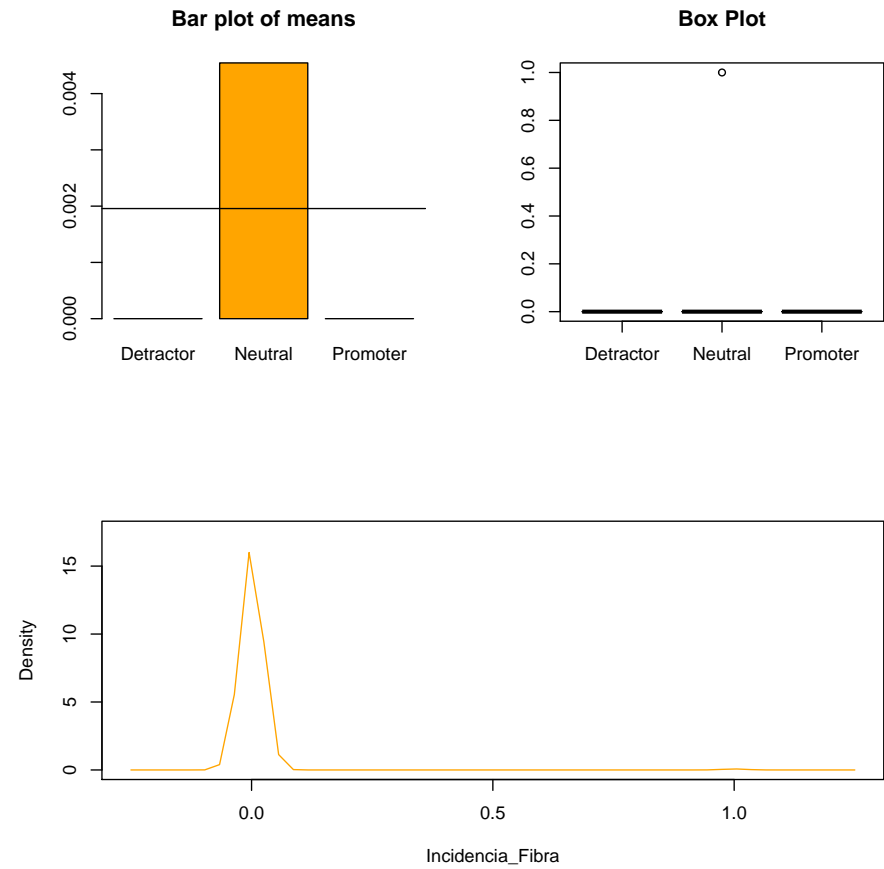 Bar plot of means
0.004
0.002
0.000
Detractor Neutral Promoter
Box Plot
1.0
0.8
0.6
0.4
0.2
0.0
Detractor Neutral Promoter
Density
15
10
5
0
0.0 0.5 1.0
Incidencia_Fibra